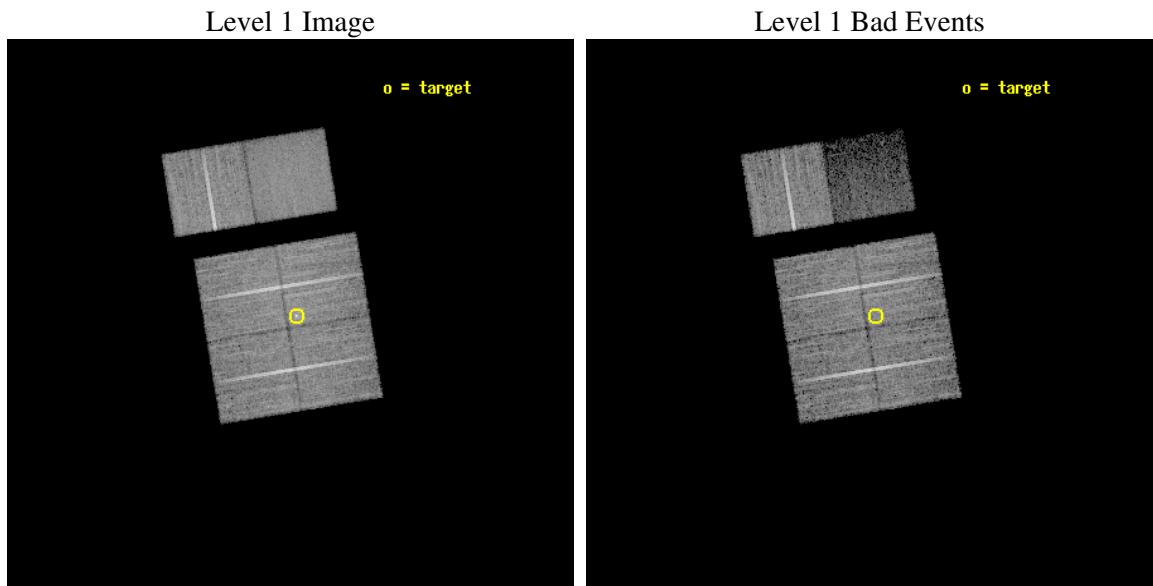 Level 1 Image
Level 1 Bad Events
o = target
o = target